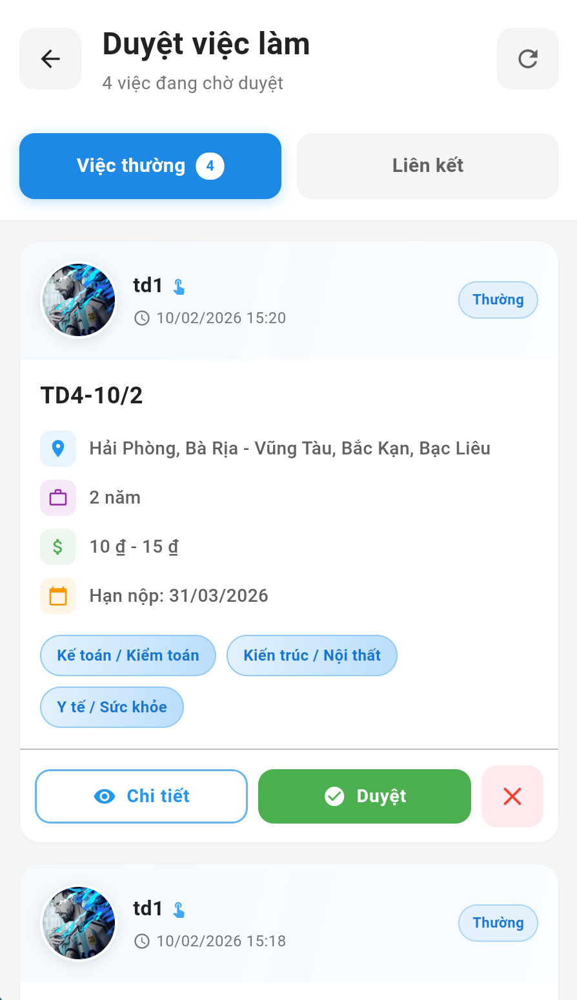 Duyệt việc làm
4 việc đang chờ duyệt
Việc thường 4
Liên kết
td1
Thường
10/02/2026 15:20
TD4-10/2
Hải Phòng, Bà Rịa - Vũng Tàu, Bắc Kạn, Bạc Liêu
2 năm
10 ₫ - 15 ₫
Hạn nộp: 31/03/2026
Kế toán / Kiểm toán
Kiến trúc / Nội thất
Y tế / Sức khỏe
Chi tiết
Duyệt
td1
Thường
10/02/2026 15:18